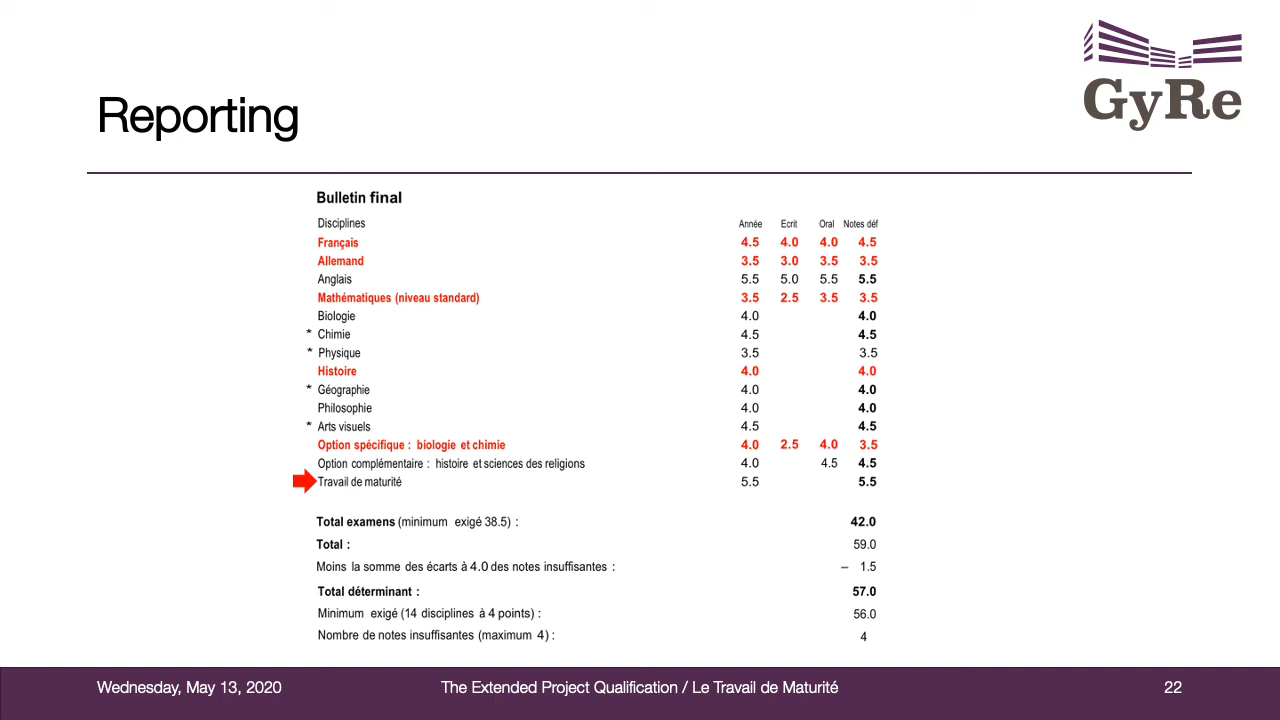 GyRe
Reporting
Bulletin final
Disciplines Année Ecrit Oral Notes déf
Français 4.5 4.0 4.0 4.5
Allemand 3.5 3.0 3.5 3.5
Anglais 5.5 5.0 5.5 5.5
Mathématiques (niveau standard) 3.5 2.5 3.5 3.5
Biologie 4.0 4.0
* Chimie 4.5 4.5
* Physique 3.5 3.5
Histoire 4.0 4.0
* Géographie 4.0 4.0
Philosophie 4.0 4.0
* Arts visuels 4.5 4.5
Option spécifique : biologie et chimie 4.0 2.5 4.0 3.5
Option complémentaire : histoire et sciences des religions 4.0 4.5 4.5
Travail de maturité 5.5 5.5
Total examens (minimum exigé 38.5) : 42.0
Total : 59.0
Moins la somme des écarts à 4.0 des notes insuffisantes : – 1.5
Total déterminant : 57.0
Minimum exigé (14 disciplines à 4 points) : 56.0
Nombre de notes insuffisantes (maximum 4) : 4
Wednesday, May 13, 2020 The Extended Project Qualification / Le Travail de Maturité 22